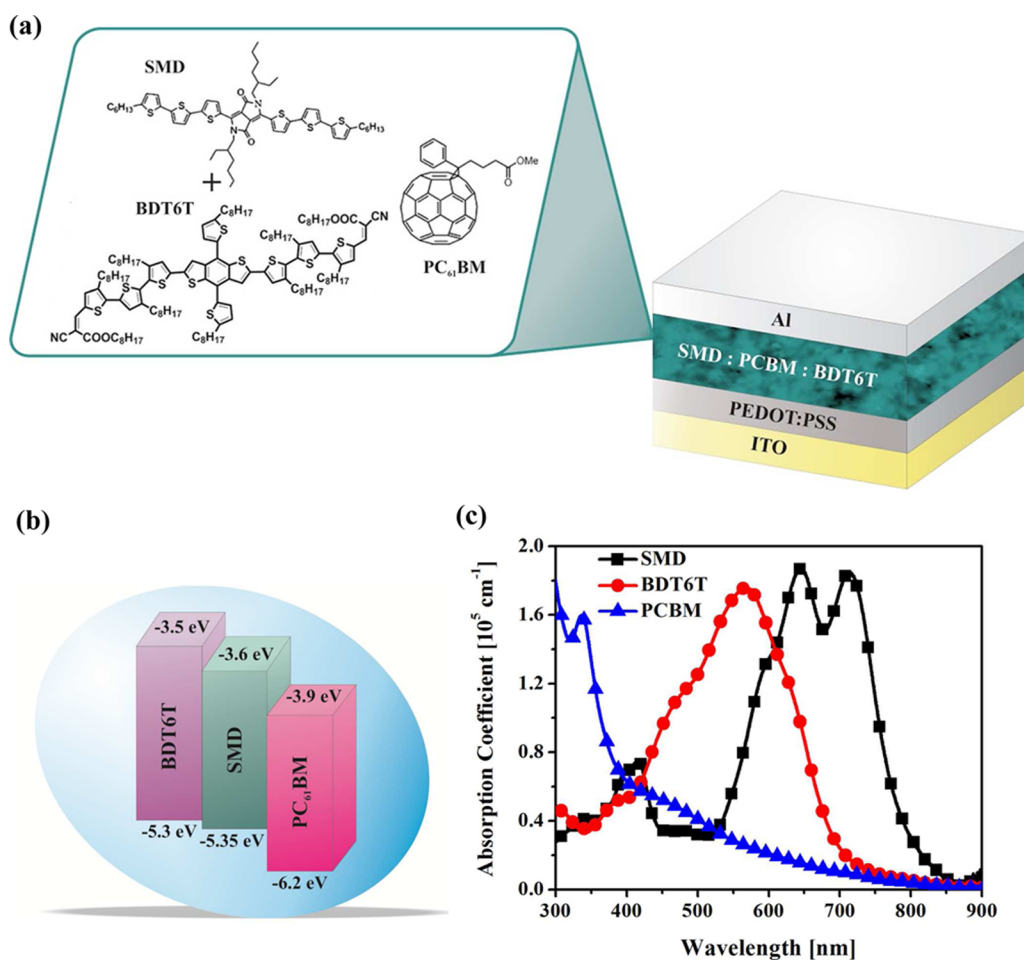 (a)
SMD
C₆H₁₃
S
S
S
O
N
N
O
S
S
S
C₆H₁₃
+
BDT6T
C₈H₁₇
S
C₈H₁₇OOC
CN
C₈H₁₇
C₈H₁₇
C₈H₁₇
C₈H₁₇
C₈H₁₇
C₈H₁₇
C₈H₁₇
S
S
S
S
S
S
S
S
S
C₈H₁₇
NC
COOC₈H₁₇
OMe
O
PC₆₁BM
Al
SMD : PCBM : BDT6T
PEDOT:PSS
ITO
(b)
-3.5 eV
-3.6 eV
-3.9 eV
BDT6T
SMD
PC₆₁BM
-5.3 eV
-5.35 eV
-6.2 eV
(c)
SMD
BDT6T
PCBM
Absorption Coefficient [10⁵ cm⁻¹]
2.0
1.6
1.2
0.8
0.4
0.0
300 400 500 600 700 800 900
Wavelength [nm]